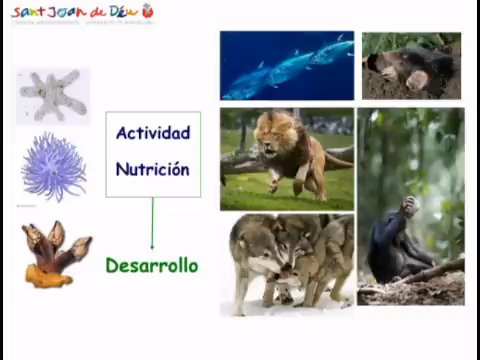 Sant Joan de Déu
Actividad
Nutrición
Desarrollo